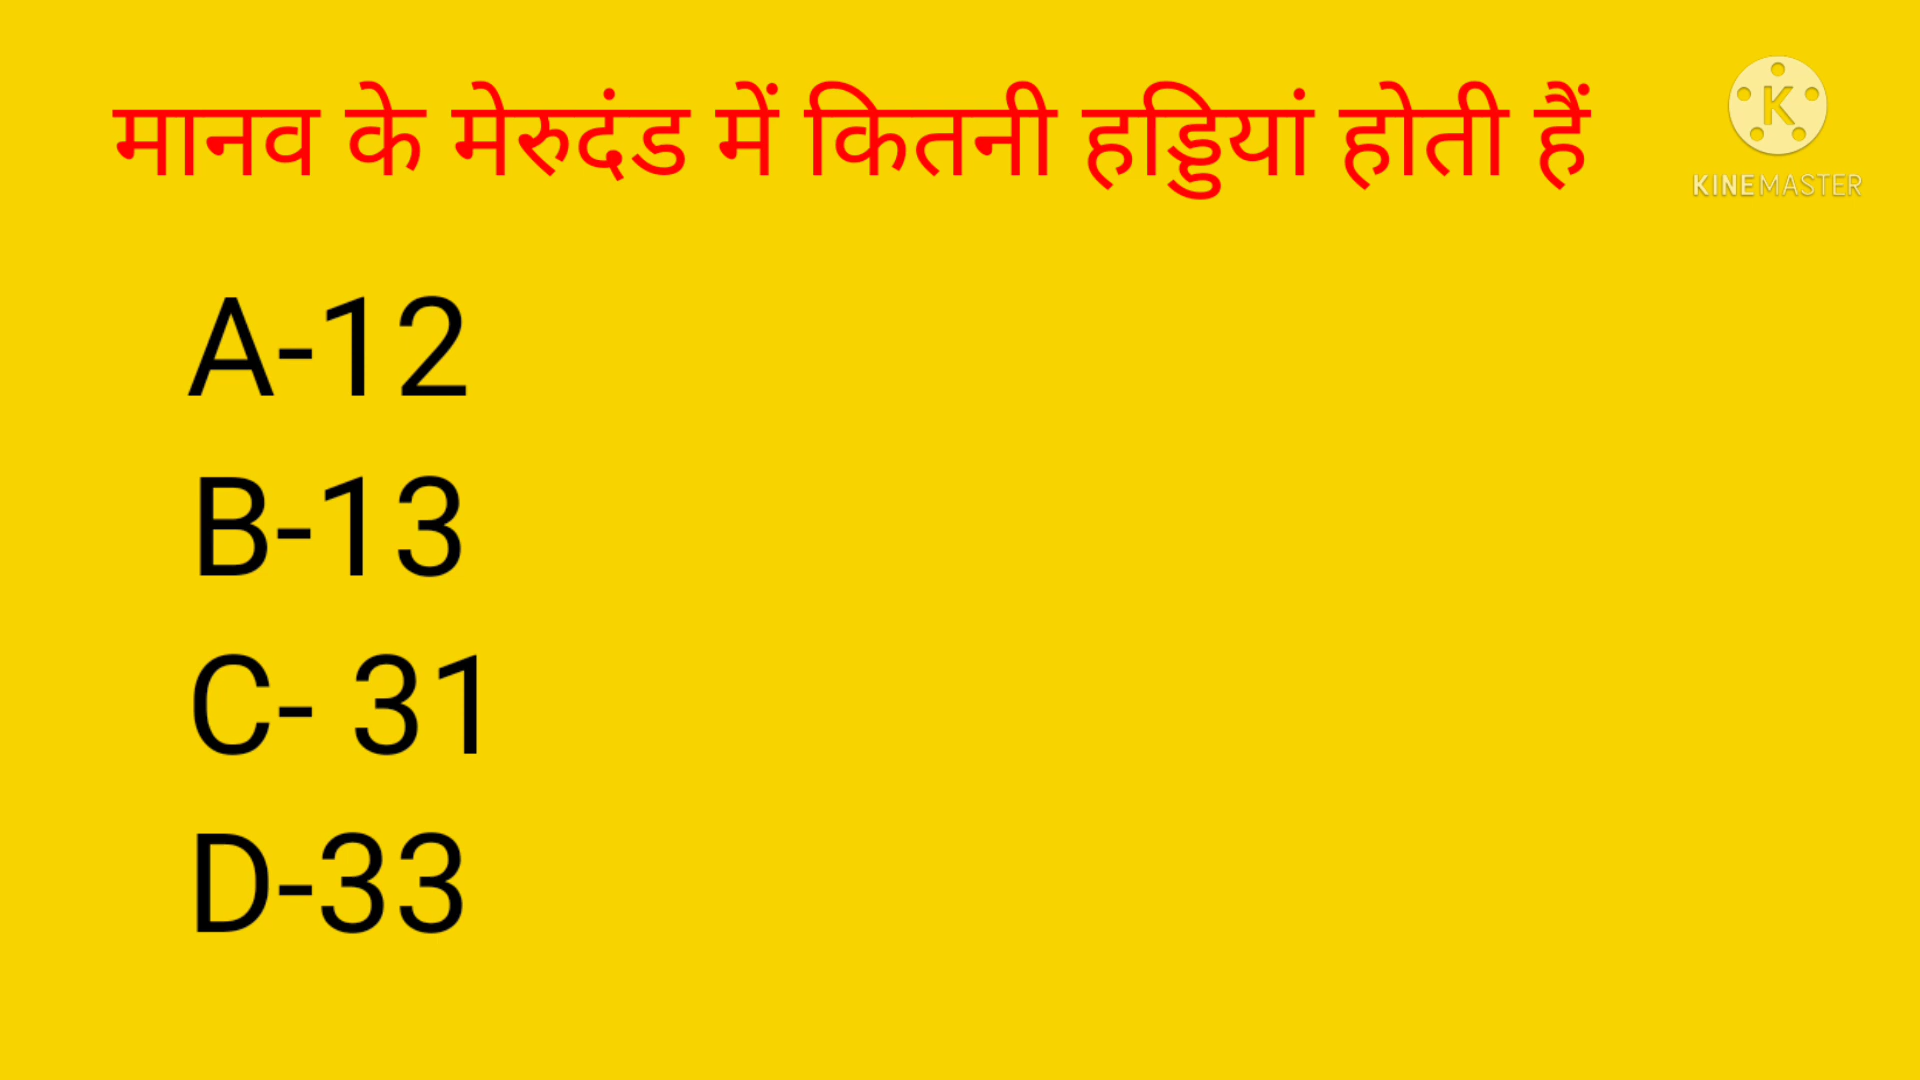 मानव के मेरुदंड में कितनी हड्डियां होती हैं
K
KINEMASTER
A-12
B-13
C- 31
D-33